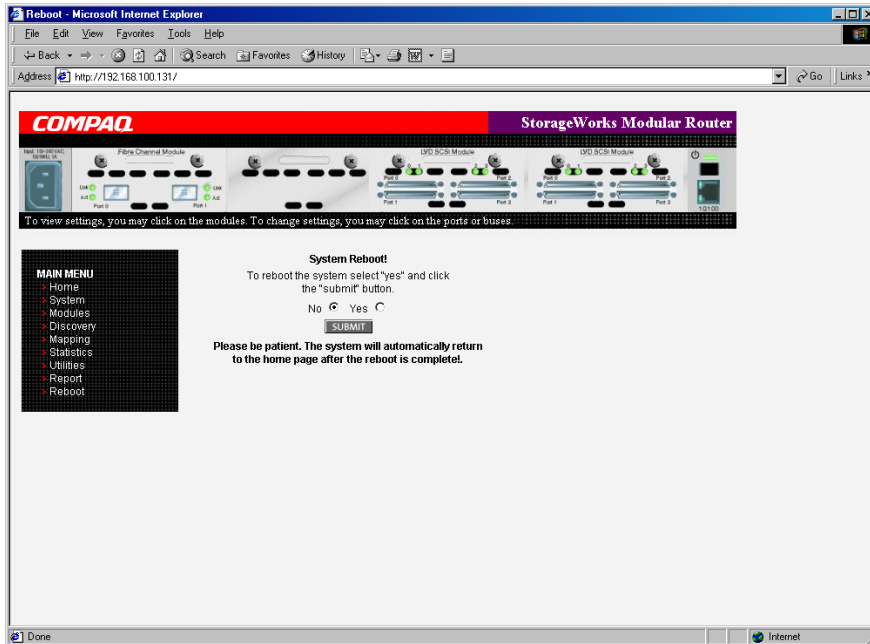 Reboot - Microsoft Internet Explorer
File Edit View Favorites Tools Help
Back Search Favorites History
Address http://192.168.100.131/ Go Links
COMPAQ StorageWorks Modular Router
Fibre Channel Module LVD SCSI Module LVD SCSI Module
Link Link Port 0 Port 2 Port 0 Port 2
Act Act
Port 0 Port 1 Port 1 Port 3 Port 1 Port 3 10100
To view settings, you may click on the modules. To change settings, you may click on the ports or buses.
MAIN MENU
> Home
> System
> Modules
> Discovery
> Mapping
> Statistics
> Utilities
> Report
> Reboot
System Reboot!
To reboot the system select "yes" and click
the "submit" button.
No Yes
SUBMIT
Please be patient. The system will automatically return
to the home page after the reboot is complete!.
Done Internet